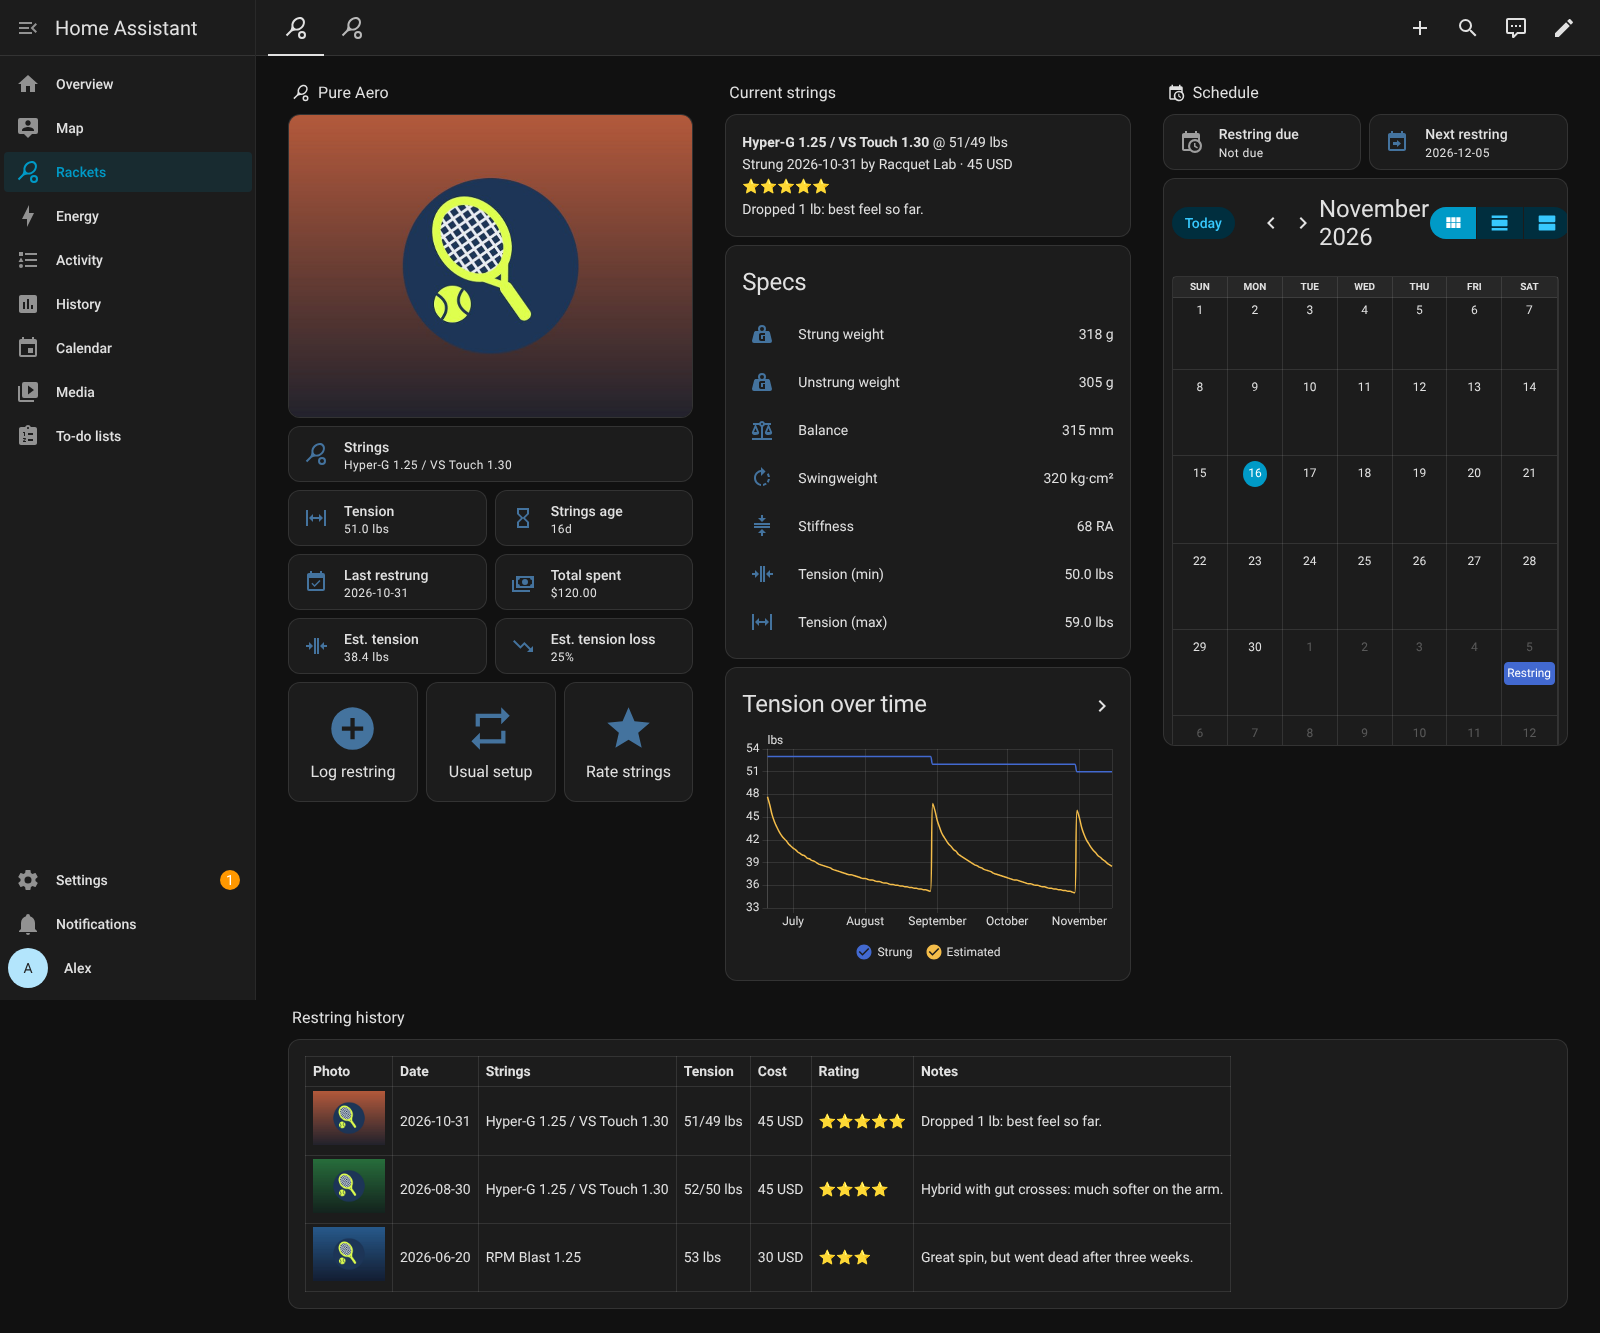 Home Assistant
Overview
Map
Rackets
Energy
Activity
History
Calendar
Media
To-do lists
Settings
1
Notifications
A
Alex
Pure Aero
Strings
Hyper-G 1.25 / VS Touch 1.30
Tension
51.0 lbs
Strings age
16d
Last restrung
2026-10-31
Total spent
$120.00
Est. tension
38.4 lbs
Est. tension loss
25%
Log restring
Usual setup
Rate strings
Current strings
Hyper-G 1.25 / VS Touch 1.30 @ 51/49 lbs
Strung 2026-10-31 by Racquet Lab · 45 USD
Dropped 1 lb: best feel so far.
Specs
Strung weight 318 g
Unstrung weight 305 g
Balance 315 mm
Swingweight 320 kg·cm²
Stiffness 68 RA
Tension (min) 50.0 lbs
Tension (max) 59.0 lbs
Tension over time
lbs
54
51
48
45
42
39
36
33
July August September October November
Strung Estimated
Schedule
Restring due
Not due
Next restring
2026-12-05
Today
November
2026
SUN MON TUE WED THU FRI SAT
1 2 3 4 5 6 7
8 9 10 11 12 13 14
15 16 17 18 19 20 21
22 23 24 25 26 27 28
29 30 1 2 3 4 5
Restring
6 7 8 9 10 11 12
Restring history
Photo Date Strings Tension Cost Rating Notes
2026-10-31 Hyper-G 1.25 / VS Touch 1.30 51/49 lbs 45 USD Dropped 1 lb: best feel so far.
2026-08-30 Hyper-G 1.25 / VS Touch 1.30 52/50 lbs 45 USD Hybrid with gut crosses: much softer on the arm.
2026-06-20 RPM Blast 1.25 53 lbs 30 USD Great spin, but went dead after three weeks.